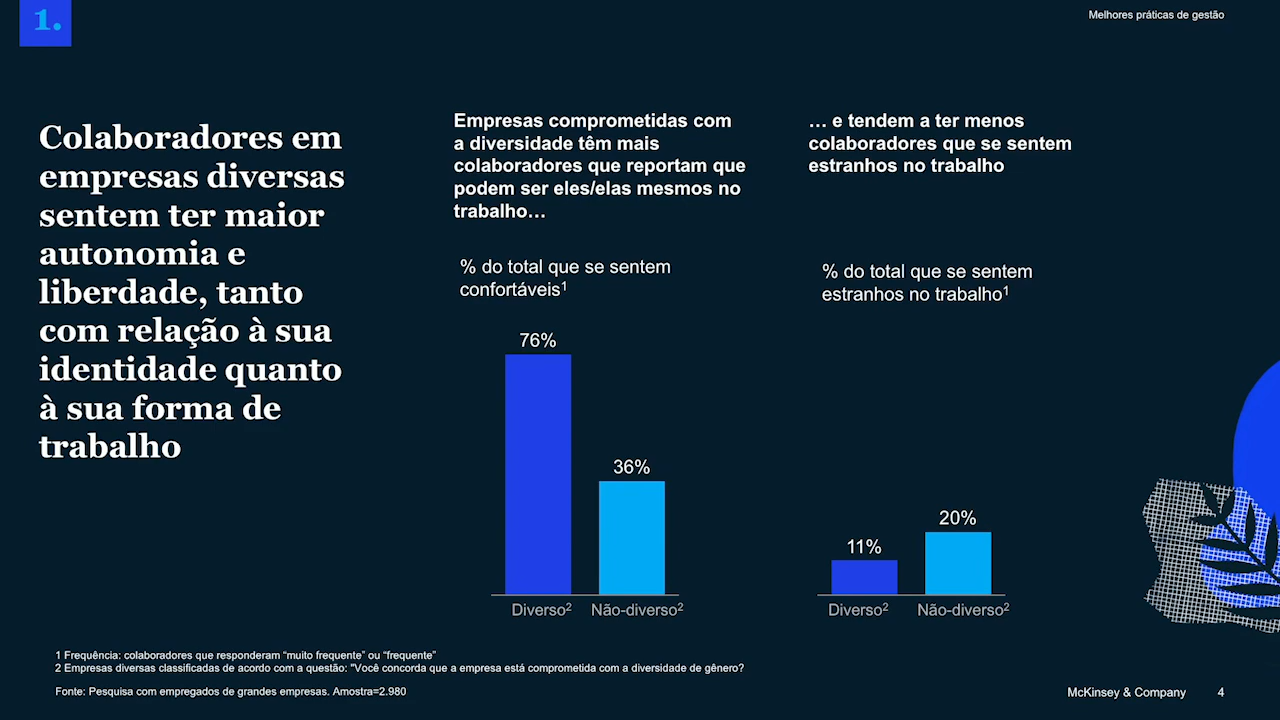 1.
Melhores práticas de gestão
Colaboradores em
empresas diversas
sentem ter maior
autonomia e
liberdade, tanto
com relação à sua
identidade quanto
à sua forma de
trabalho
Empresas comprometidas com
a diversidade têm mais
colaboradores que reportam que
podem ser eles/elas mesmos no
trabalho…
% do total que se sentem
confortáveis¹
76%
36%
Diverso² Não-diverso²
… e tendem a ter menos
colaboradores que se sentem
estranhos no trabalho
% do total que se sentem
estranhos no trabalho¹
11%
20%
Diverso² Não-diverso²
1 Frequência: colaboradores que responderam “muito frequente” ou “frequente”
2 Empresas diversas classificadas de acordo com a questão: "Você concorda que a empresa está comprometida com a diversidade de gênero?
Fonte: Pesquisa com empregados de grandes empresas. Amostra=2.980
McKinsey & Company 4